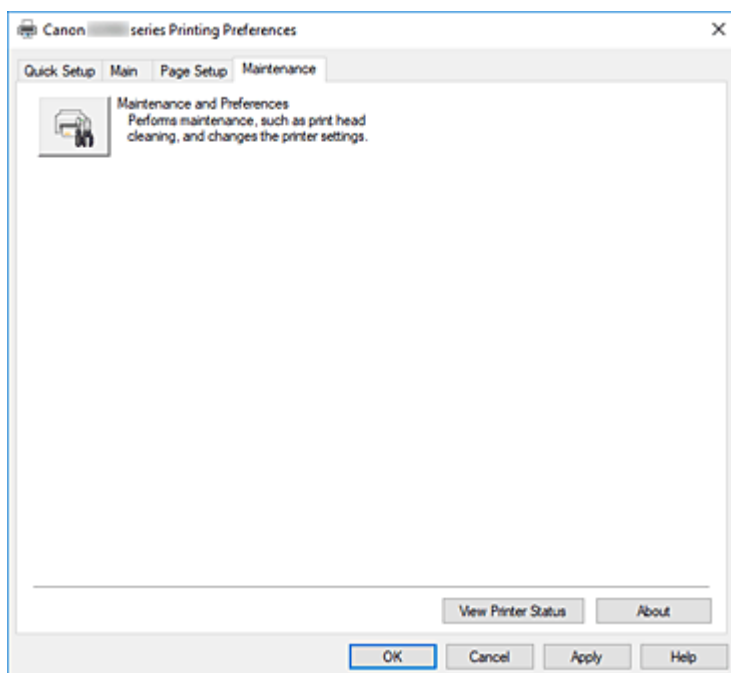 Canon series Printing Preferences
Quick Setup Main Page Setup Maintenance
Maintenance and Preferences
Performs maintenance, such as print head
cleaning, and changes the printer settings.
View Printer Status About
OK Cancel Apply Help